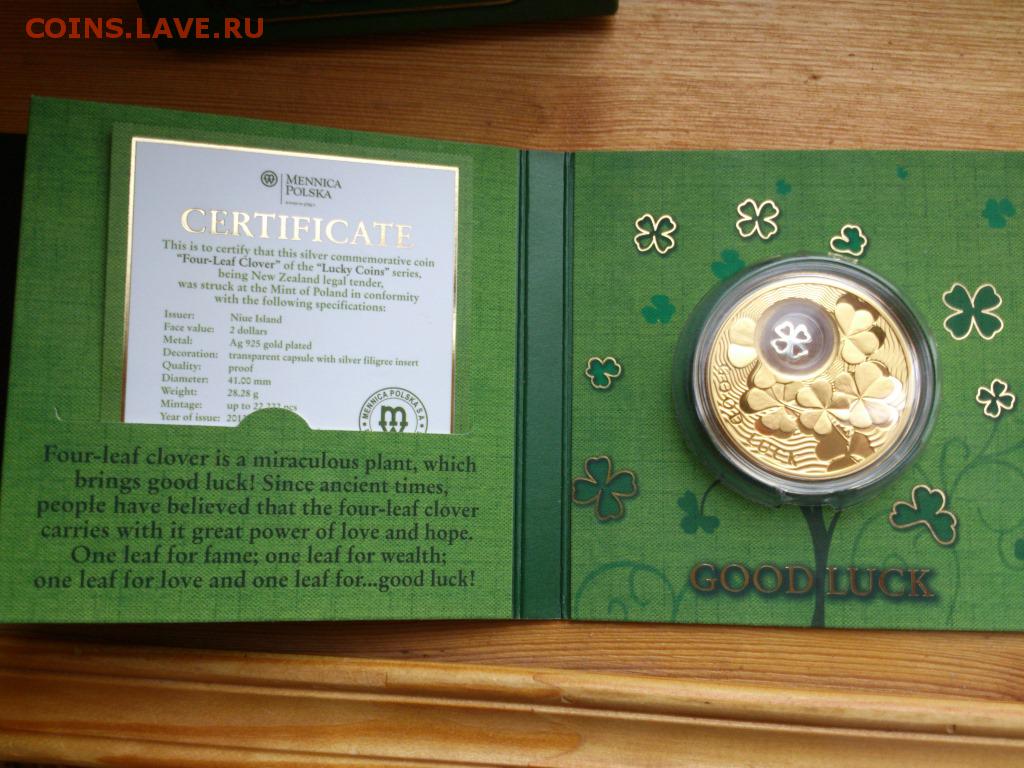 COINS.LAVE.RU
MENNICA
POLSKA
CERTIFICATE
This is to certify that this silver commemorative coin
"Four-Leaf Clover" of the "Lucky Coins" series,
being New Zealand legal tender,
was struck at the Mint of Poland in conformity
with the following specifications:
Issuer: Niue Island
Face value: 2 dollars
Metal: Ag 925 gold plated
Decoration: transparent capsule with silver filigree insert
Quality: proof
Diameter: 41.00 mm
Weight: 28.28 g
Mintage: up to 22 222 pcs
Year of issue:
MENNICA POLSKA S.A.
Four-leaf clover is a miraculous plant, which
brings good luck! Since ancient times,
people have believed that the four-leaf clover
carries with it great power of love and hope.
One leaf for fame; one leaf for wealth;
one leaf for love and one leaf for...good luck!
GOOD LUCK
GOOD LUCK